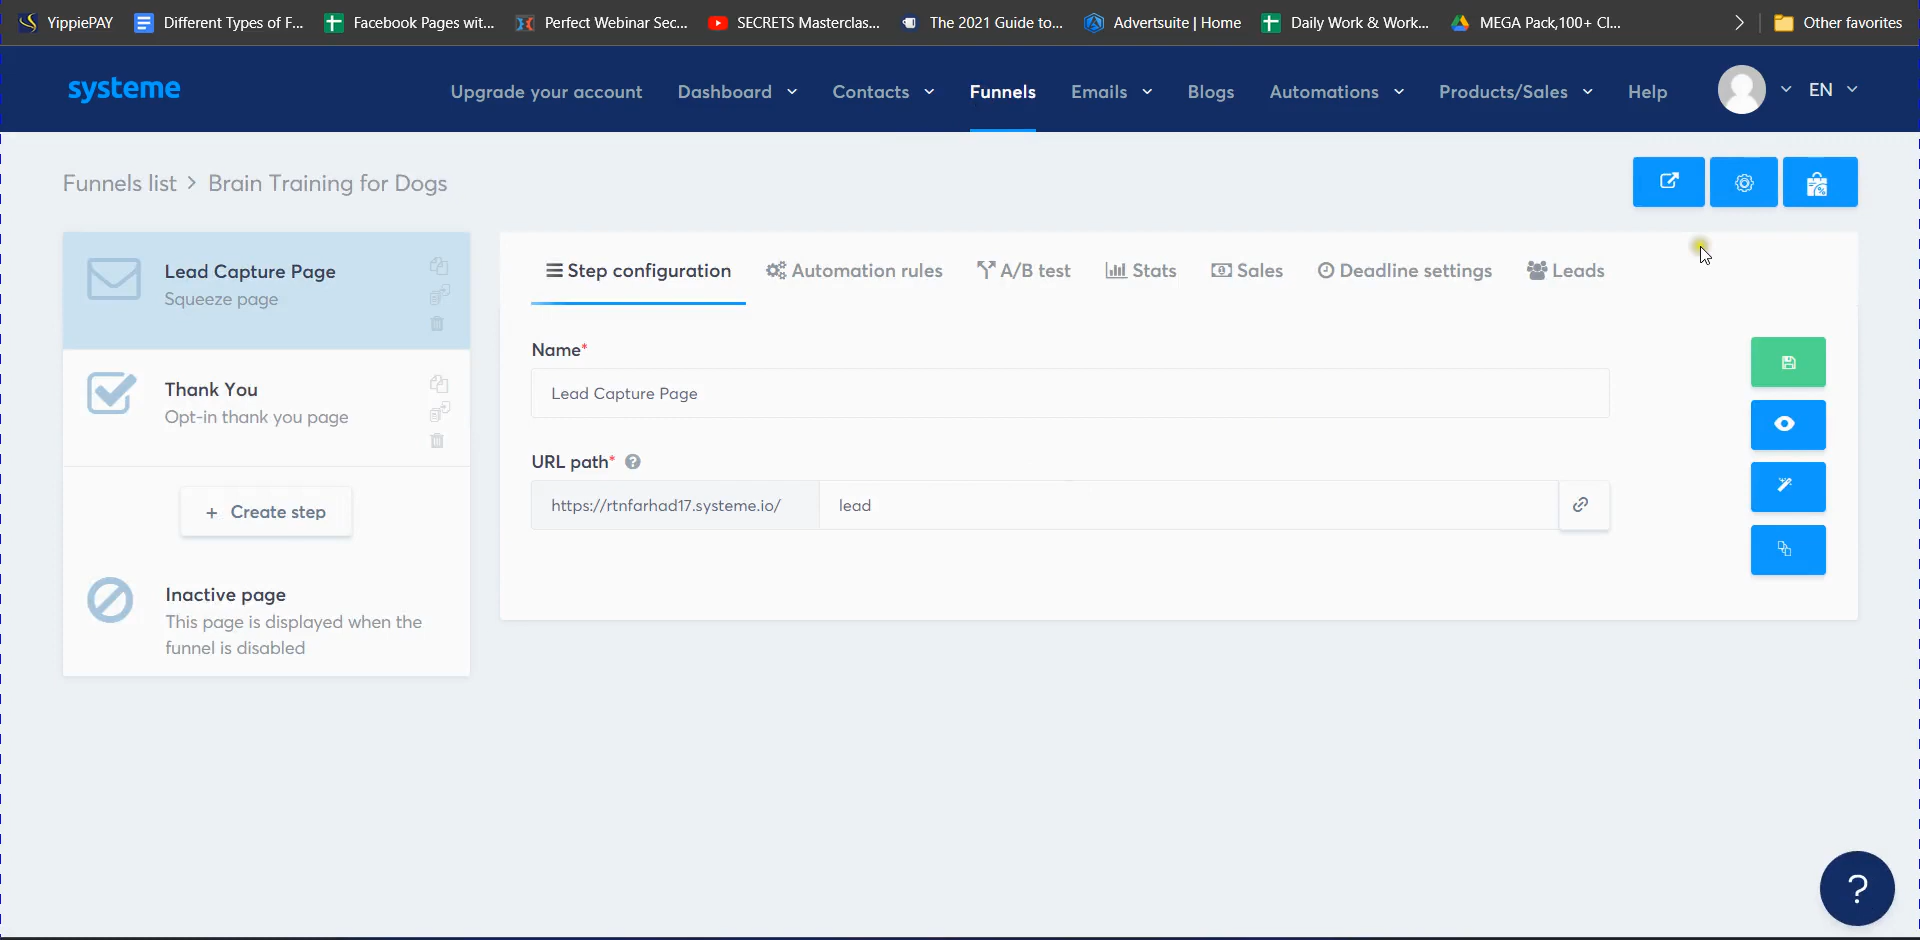 YippiePAY Different Types of F... Facebook Pages wit... Perfect Webinar Sec... SECRETS Masterclas... The 2021 Guide to... Advertsuite | Home Daily Work & Work... MEGA Pack,100+ Cl... Other favorites
systeme Upgrade your account Dashboard Contacts Funnels Emails Blogs Automations Products/Sales Help EN
Funnels list > Brain Training for Dogs
Lead Capture Page
Squeeze page
Thank You
Opt-in thank you page
+ Create step
Inactive page
This page is displayed when the
funnel is disabled
Step configuration Automation rules A/B test Stats Sales Deadline settings Leads
Name*
Lead Capture Page
URL path* ?
https://rtnfarhad17.systeme.io/ lead
?